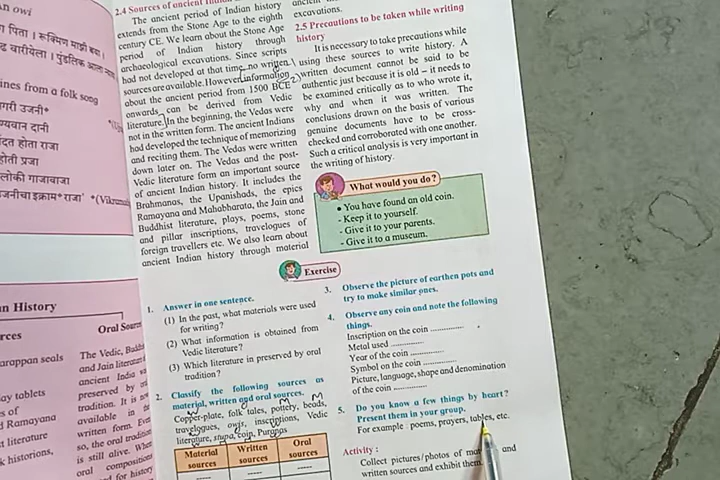 गरी उजनी*
दत होता राजा
होती प्रजा
लोकी गाजावाजा
ines from a folk song
n History
Oral
The Vedic,
and Jain
ancient India
preserved by
tradition. It is
available in
written form.
so, the oral
is still alive. What
oral compositions
for history
arappan seals
ay tablets
s of
Ramayana
literature
k historians,
2.4 Sources of ancient
The ancient period of Indian history
extends from the Stone Age to the eighth
century CE. We learn about the Stone Age
period of Indian history through
archaeological excavations. Since scripts
had not developed at that time, no written
sources are available. However, information
about the ancient period from 1500 BCE
onwards, can be derived from Vedic
literature. In the beginning, the Vedas were
not in the written form. The ancient Indians
had developed the technique of memorizing
and reciting them. The Vedas were written
down later on. The Vedas and the post-
Vedic literature form an important source
of ancient Indian history. It includes the
Brahmanas, the Upanishads, the epics
Ramayana and Mahabharata, the Jain and
Buddhist literature, plays, poems, stone
and pillar inscriptions, travelogues of
foreign travellers etc. We also learn about
ancient Indian history through material
excavations.
2.5 Precautions to be taken while writing
history
It is necessary to take precautions while
using these sources to write history. A
written document cannot be said to be
authentic just because it is old – it needs to
be examined critically as to who wrote it,
why and when it was written. The
conclusions drawn on the basis of various
genuine documents have to be cross-
checked and corroborated with one another.
Such a critical analysis is very important in
the writing of history.
What would you do?
• You have found an old coin.
- Keep it to yourself.
- Give it to your parents.
- Give it to a museum.
Exercise
1. Answer in one sentence.
(1) In the past, what materials were used
for writing?
(2) What information is obtained from
Vedic literature?
(3) Which literature in preserved by oral
tradition?
2. Classify the following sources as
material, written and oral sources.
Copper-plate, folk tales, pottery, beads,
travelogues, ovis, inscriptions, Vedic
literature, stupa, coin, Puranas
Material Written Oral
sources sources sources
3. Observe the picture of earthen pots and
try to make similar ones.
4. Observe any coin and note the following
things.
Inscription on the coin ..............
Metal used ..............
Year of the coin ..............
Symbol on the coin ..............
Picture, language, shape and denomination
of the coin ..............
5. Do you know a few things by heart?
Present them in your group.
For example : poems, prayers, tables, etc.
Activity :
Collect pictures/photos of and
written sources and exhibit them